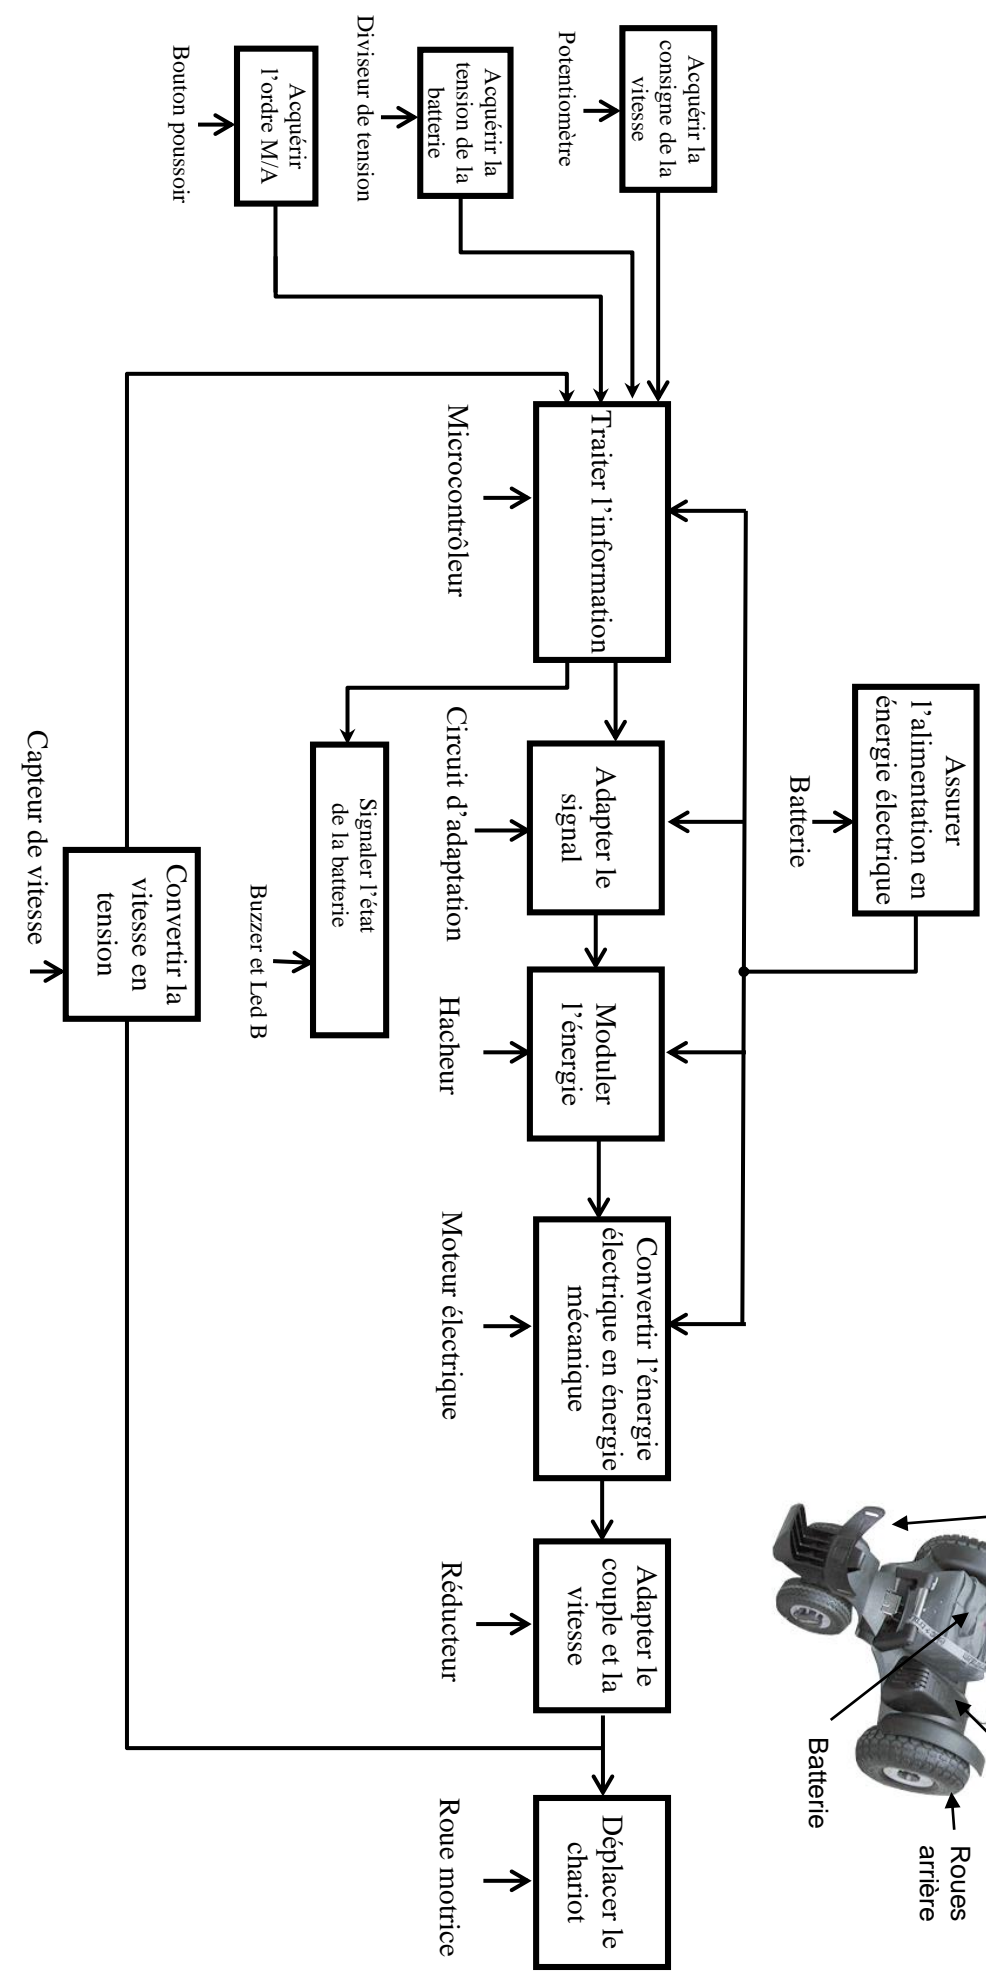 Assurer
l'alimentation en
énergie électrique
Batterie
Roues
arrière
Batterie
Acquérir la
consigne de la
vitesse
Potentiomètre
Acquérir la
tension de la
batterie
Diviseur de tension
Acquérir
l'ordre M/A
Bouton poussoir
Traiter l'information
Microcontrôleur
Adapter le
signal
Circuit d'adaptation
Moduler
l'énergie
Hacheur
Convertir l'énergie
électrique en énergie
mécanique
Moteur électrique
Adapter le
couple et la
vitesse
Réducteur
Déplacer le
chariot
Roue motrice
Signaler l'état
de la batterie
Buzzer et Led B
Convertir la
vitesse en
tension
Capteur de vitesse